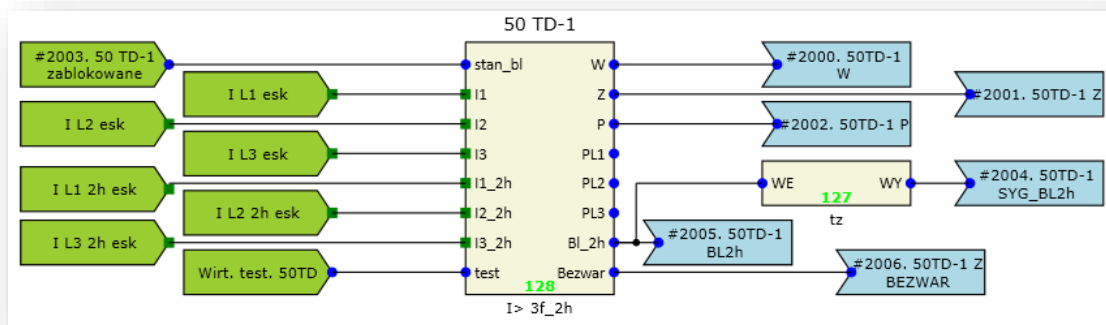 50 TD-1
#2003. 50 TD-1
zablokowane
I L1 esk
I L2 esk
I L3 esk
I L1 2h esk
I L2 2h esk
I L3 2h esk
Wirt. test. 50TD
stan_bl
I1
I2
I3
I1_2h
I2_2h
I3_2h
test
W
Z
P
PL1
PL2
PL3
Bl_2h
Bezwar
128
I> 3f_2h
#2000. 50TD-1
W
#2001. 50TD-1 Z
#2002. 50TD-1 P
WE
WY
127
tz
#2004. 50TD-1
SYG_BL2h
#2005. 50TD-1
BL2h
#2006. 50TD-1 Z
BEZWAR